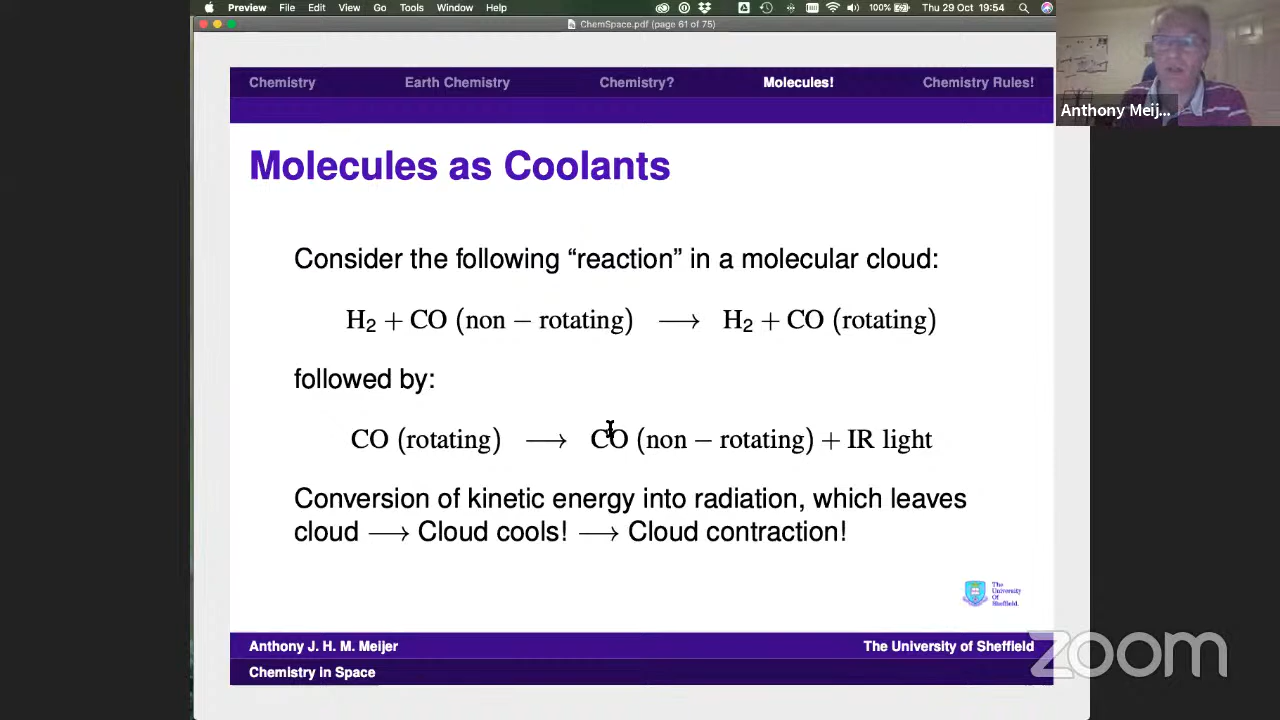 Preview File Edit View Go Tools Window Help
100% Thu 29 Oct 19:54
ChemSpace.pdf (page 61 of 75)
Anthony Meij...
Chemistry Earth Chemistry Chemistry? Molecules! Chemistry Rules!
Molecules as Coolants
Consider the following “reaction” in a molecular cloud:
H₂ + CO (non − rotating) ⟶ H₂ + CO (rotating)
followed by:
CO (rotating) ⟶ CO (non − rotating) + IR light
Conversion of kinetic energy into radiation, which leaves
cloud ⟶ Cloud cools! ⟶ Cloud contraction!
The
University
Of
Sheffield.
Anthony J. H. M. Meijer The University of Sheffield
Chemistry in Space
zoom